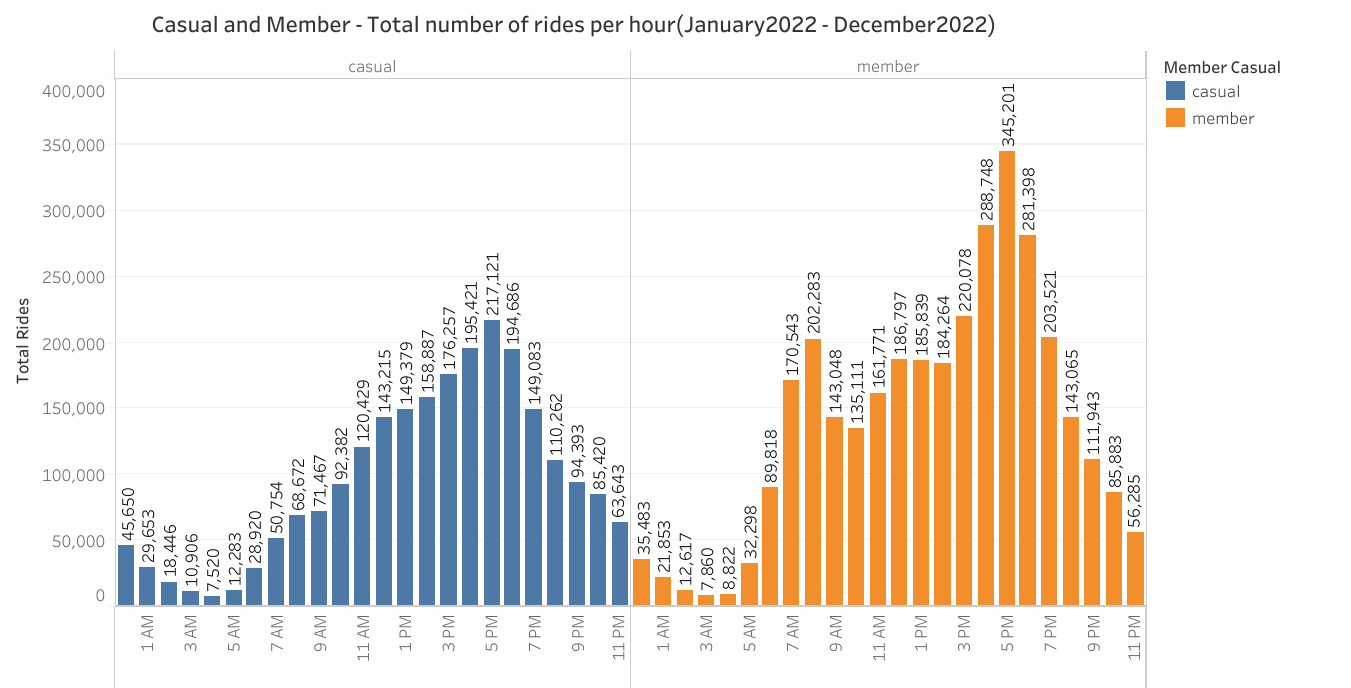 Casual and Member - Total number of rides per hour(January2022 - December2022)
casual
member
Member Casual
casual
member
Total Rides
400,000
350,000
300,000
250,000
200,000
150,000
100,000
50,000
0
45,650
29,653
18,446
10,906
7,520
12,283
28,920
50,754
68,672
71,467
92,382
120,429
143,215
149,379
158,887
176,257
195,421
217,121
194,686
149,083
110,262
94,393
85,420
63,643
35,483
21,853
12,617
7,860
8,822
32,298
89,818
170,543
202,283
143,048
135,111
161,771
186,797
185,839
184,264
220,078
288,748
345,201
281,398
203,521
143,065
111,943
85,883
56,285
1 AM
3 AM
5 AM
7 AM
9 AM
11 AM
1 PM
3 PM
5 PM
7 PM
9 PM
11 PM
1 AM
3 AM
5 AM
7 AM
9 AM
11 AM
1 PM
3 PM
5 PM
7 PM
9 PM
11 PM